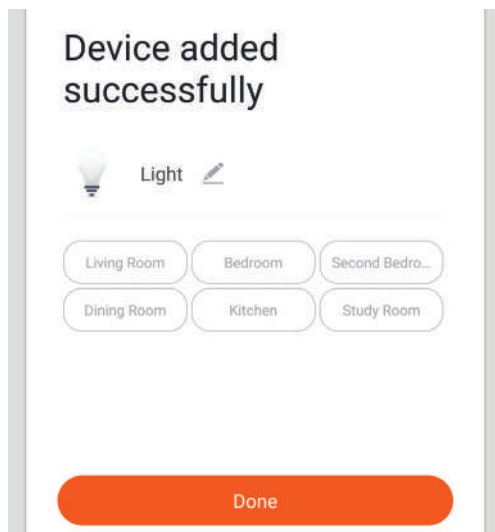 Device added
successfully
Light
Living Room Bedroom Second Bedro...
Dining Room Kitchen Study Room
Done